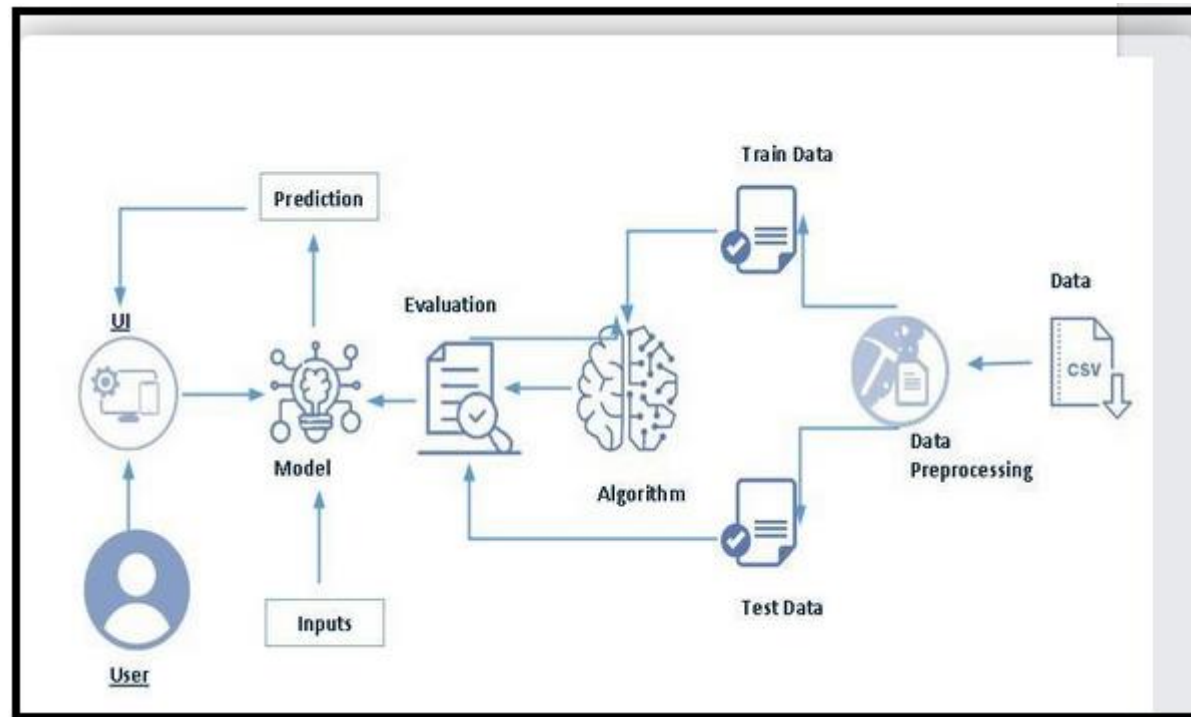 Train Data
Prediction
Data
Evaluation
UI
CSV
Data
Preprocessing
Model
Algorithm
Test Data
Inputs
User